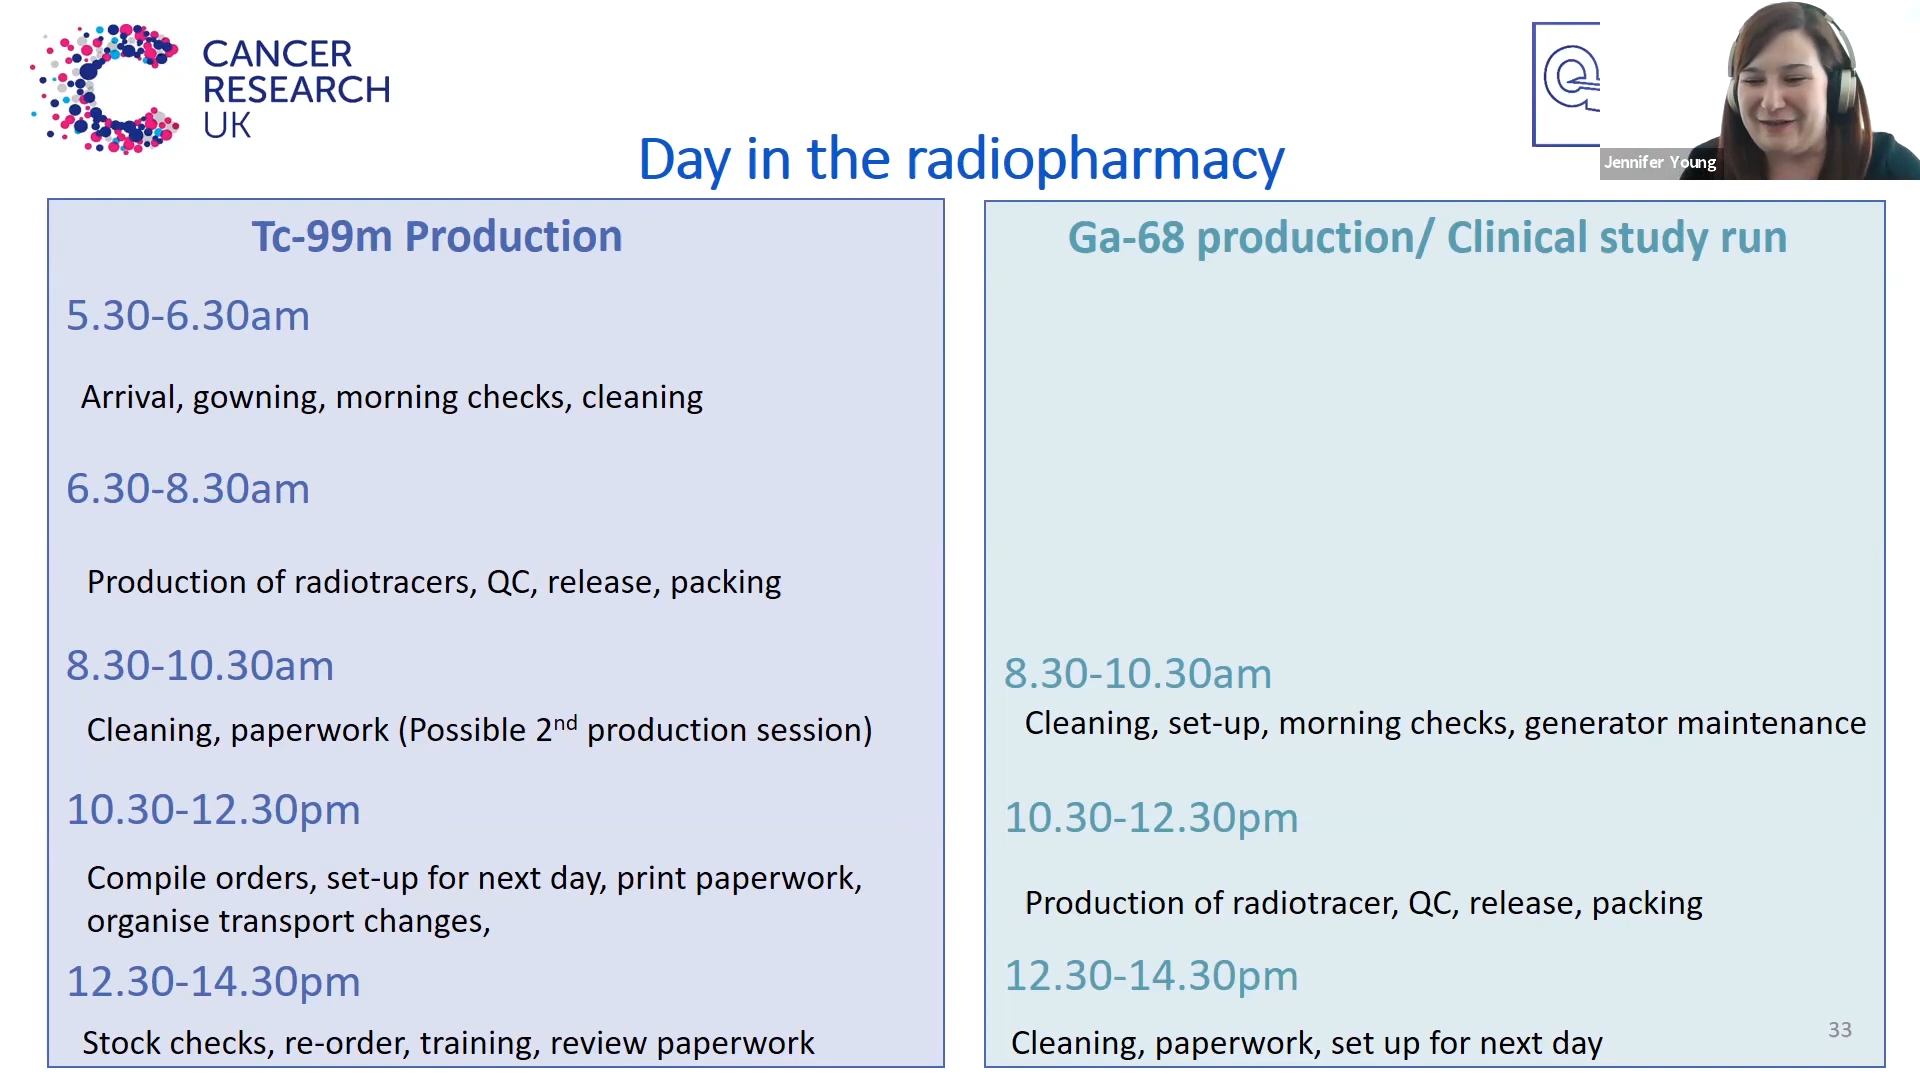 CANCER
RESEARCH
UK
Jennifer Young
Day in the radiopharmacy
Tc-99m Production
5.30-6.30am
Arrival, gowning, morning checks, cleaning
6.30-8.30am
Production of radiotracers, QC, release, packing
8.30-10.30am
Cleaning, paperwork (Possible 2nd production session)
10.30-12.30pm
Compile orders, set-up for next day, print paperwork,
organise transport changes,
12.30-14.30pm
Stock checks, re-order, training, review paperwork
Ga-68 production/ Clinical study run
8.30-10.30am
Cleaning, set-up, morning checks, generator maintenance
10.30-12.30pm
Production of radiotracer, QC, release, packing
12.30-14.30pm
Cleaning, paperwork, set up for next day
33